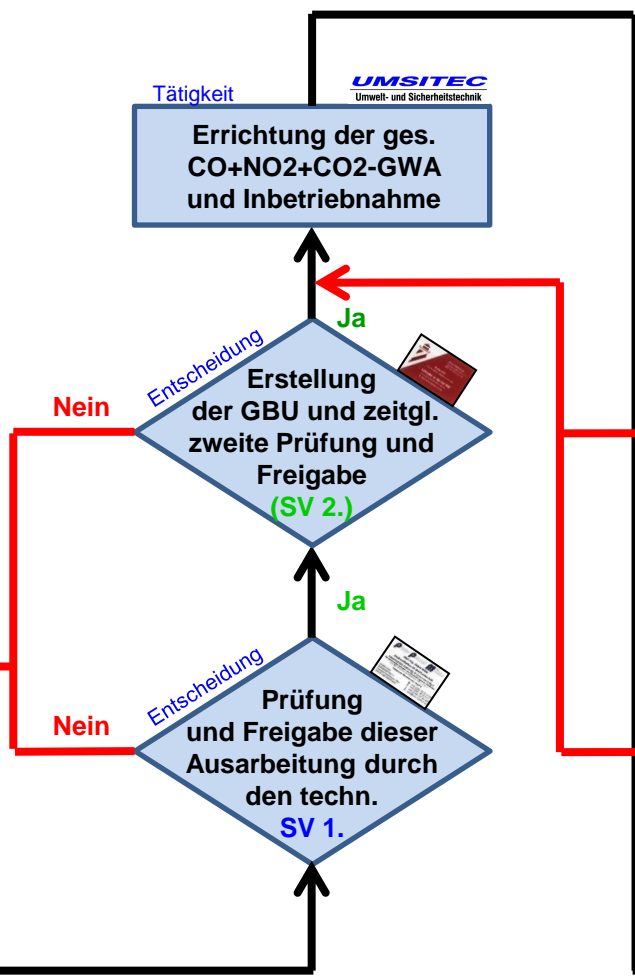 UMSITEC
Umwelt- und Sicherheitstechnik
Tätigkeit
Errichtung der ges.
CO+NO2+CO2-GWA
und Inbetriebnahme
Ja
Entscheidung
Nein
Erstellung
der GBU und zeitgl.
zweite Prüfung und
Freigabe
(SV 2.)
Ja
Entscheidung
Nein
Prüfung
und Freigabe dieser
Ausarbeitung durch
den techn.
SV 1.